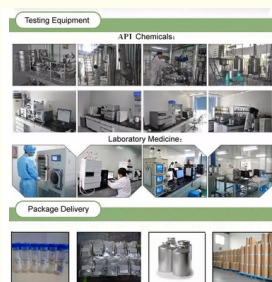 Testing Equipment
API Chemicals:
Laboratory Medicine:
Package Delivery